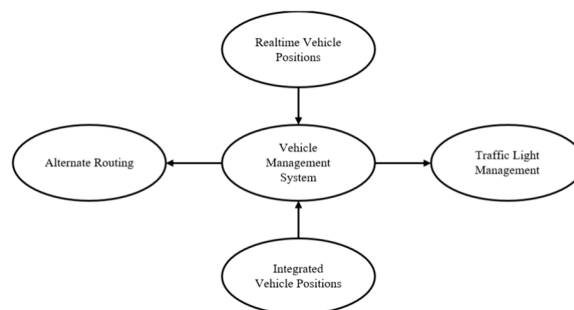 Realtime Vehicle
Positions
Alternate Routing
Vehicle
Management
System
Traffic Light
Management
Integrated
Vehicle Positions